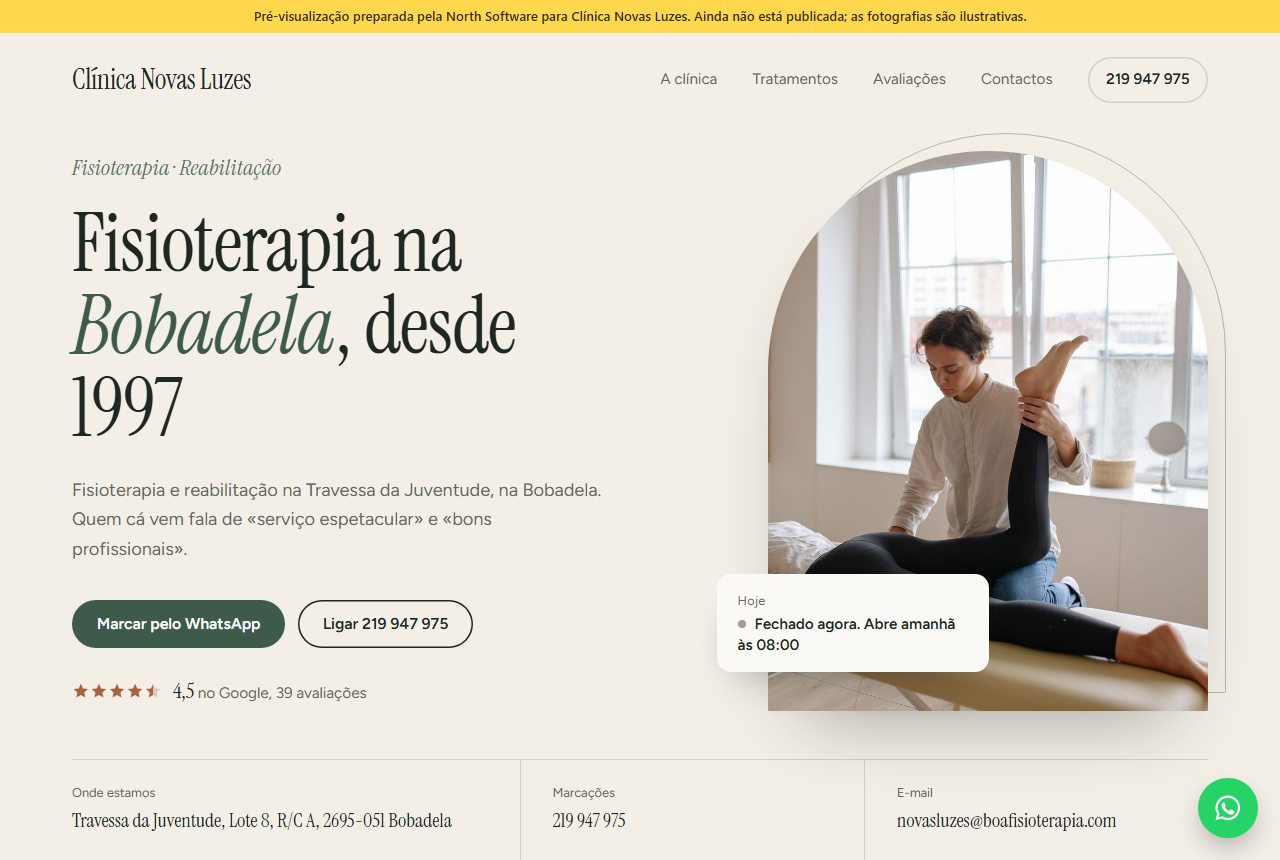 Pré-visualização preparada pela North Software para Clínica Novas Luzes. Ainda não está publicada; as fotografias são ilustrativas.
Clínica Novas Luzes
A clínica
Tratamentos
Avaliações
Contactos
219 947 975
Fisioterapia · Reabilitação
Fisioterapia na
Bobadela, desde
1997
Fisioterapia e reabilitação na Travessa da Juventude, na Bobadela.
Quem cá vem fala de «serviço espetacular» e «bons
profissionais».
Marcar pelo WhatsApp
Ligar 219 947 975
4,5 no Google, 39 avaliações
Hoje
Fechado agora. Abre amanhã
às 08:00
Onde estamos
Travessa da Juventude, Lote 8, R/C A, 2695-051 Bobadela
Marcações
219 947 975
E-mail
novasluzes@boafisioterapia.com